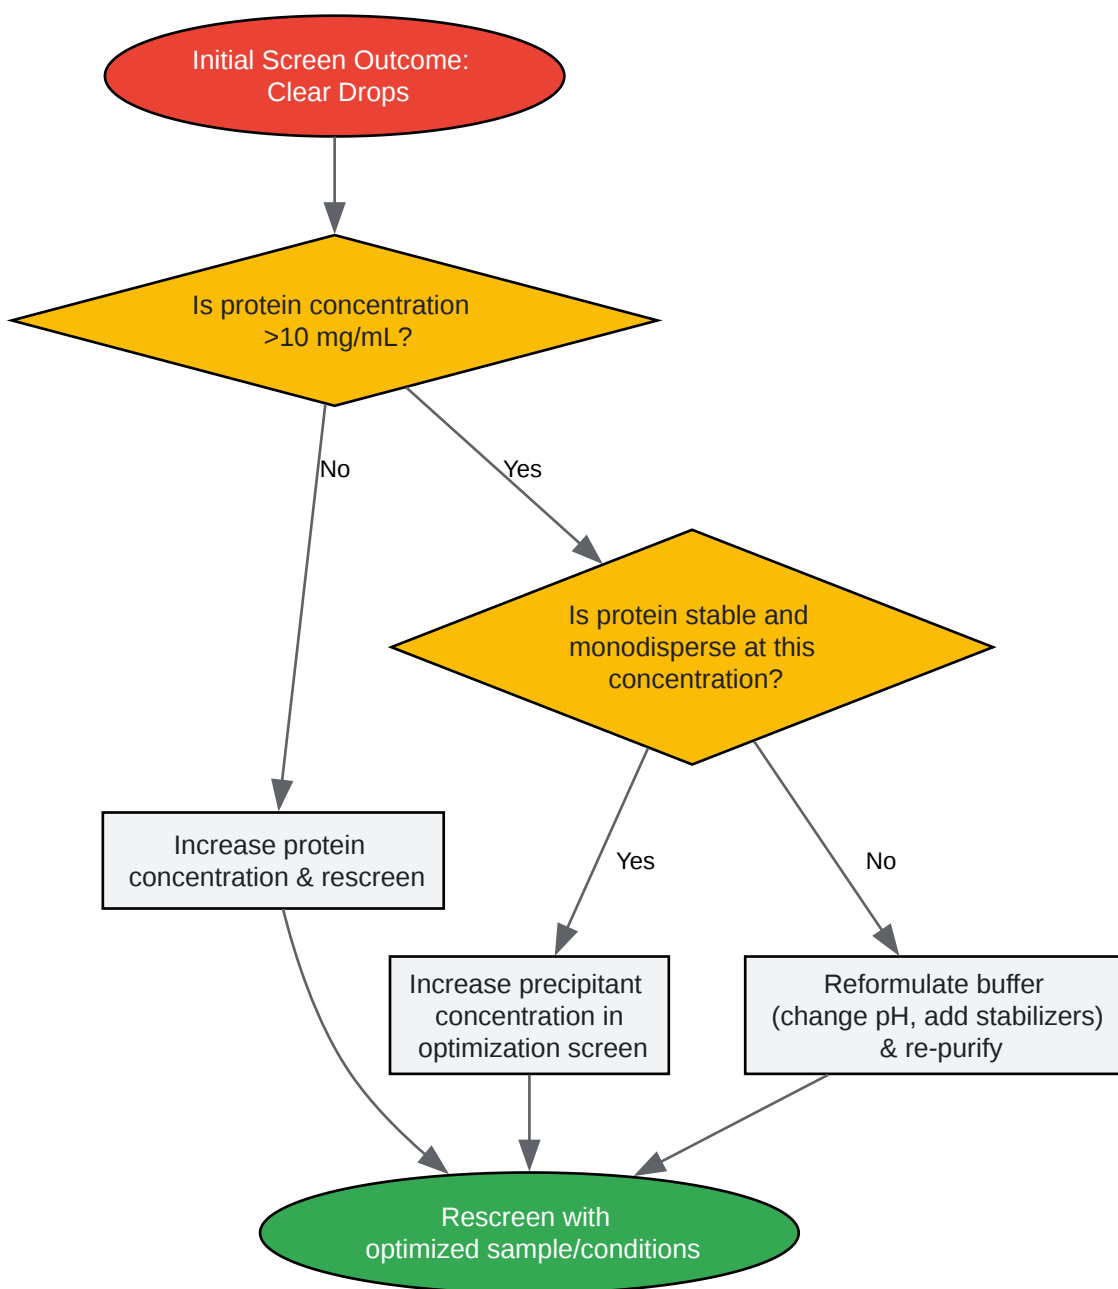 Initial Screen Outcome:
Clear Drops
Is protein concentration
>10 mg/mL?
No
Yes
Is protein stable and
monodisperse at this
concentration?
Increase protein
concentration & rescreen
Yes
No
Increase precipitant
concentration in
optimization screen
Reformulate buffer
(change pH, add stabilizers)
& re-purify
Rescreen with
optimized sample/conditions